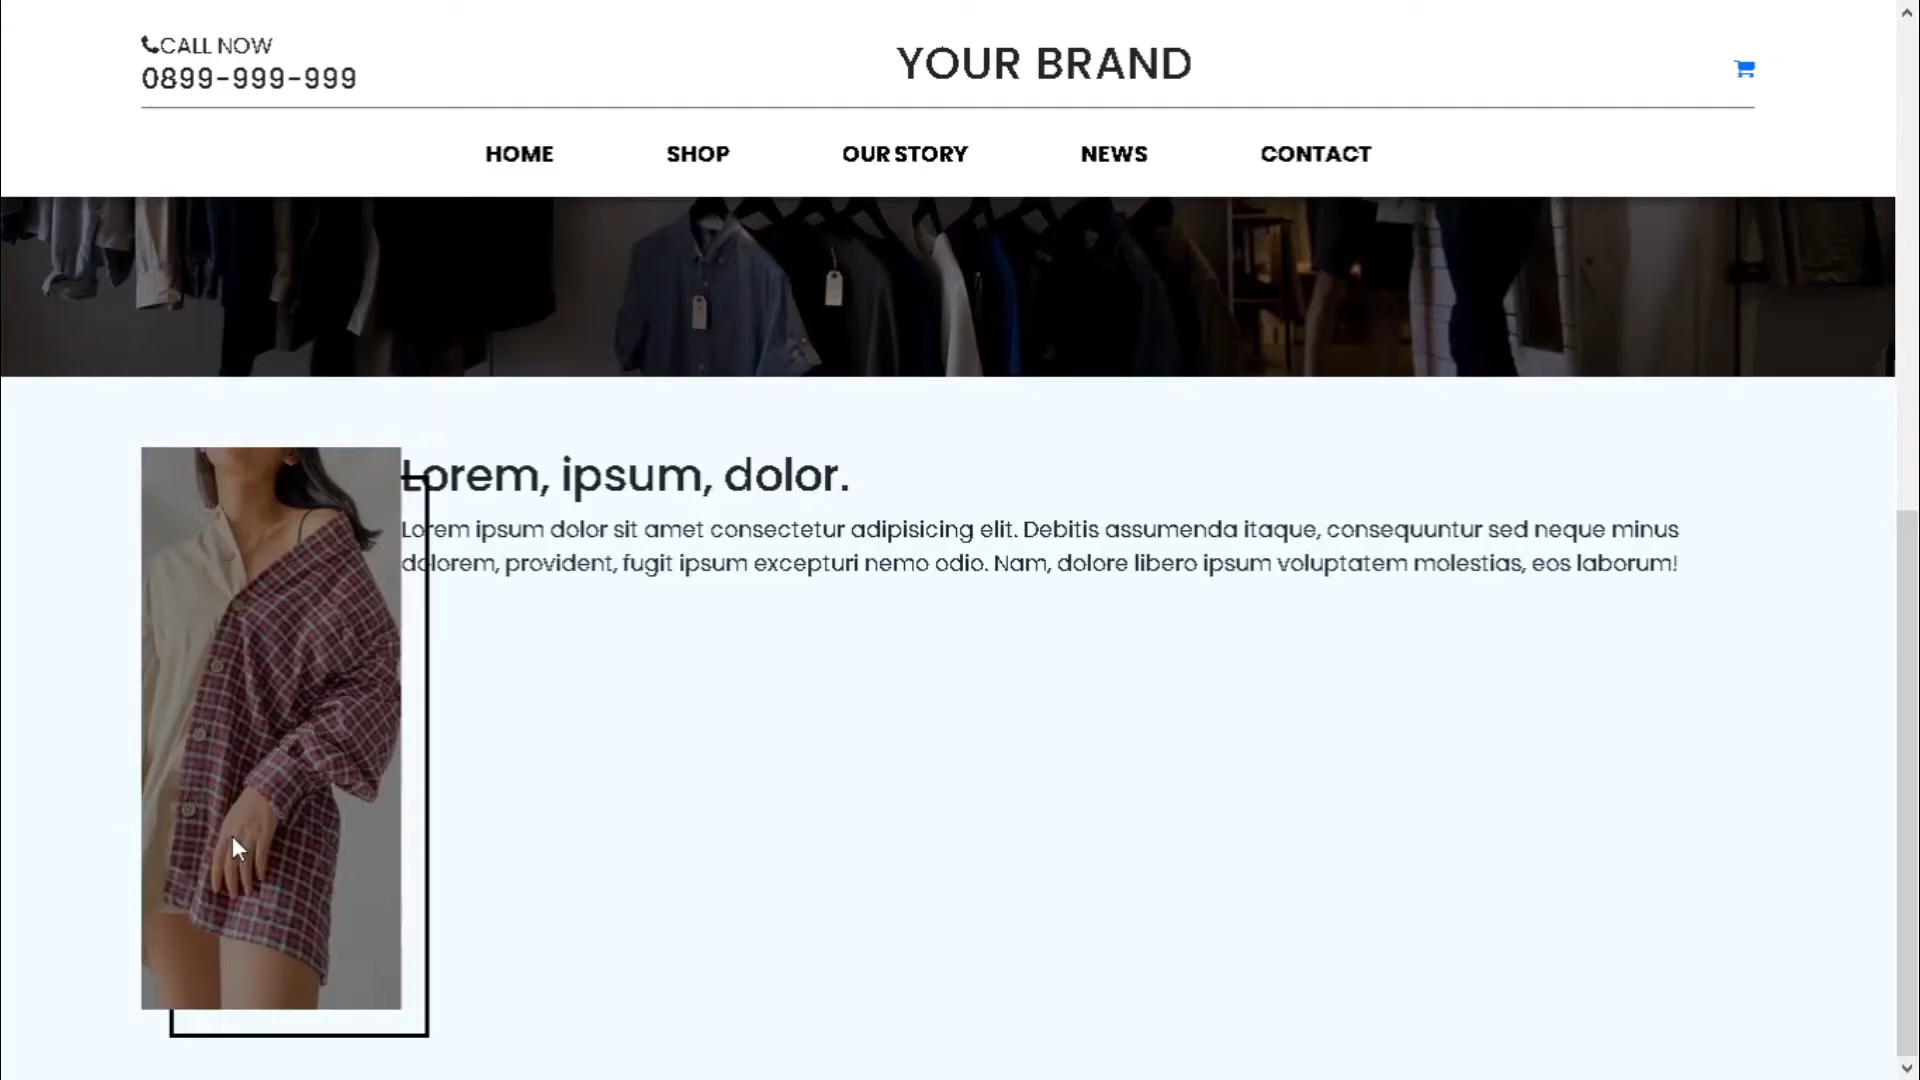 CALL NOW
0899-999-999
YOUR BRAND
HOME
SHOP
OUR STORY
NEWS
CONTACT
Lorem, ipsum, dolor.
Lorem ipsum dolor sit amet consectetur adipisicing elit. Debitis assumenda itaque, consequuntur sed neque minus
dolorem, provident, fugit ipsum excepturi nemo odio. Nam, dolore libero ipsum voluptatem molestias, eos laborum!